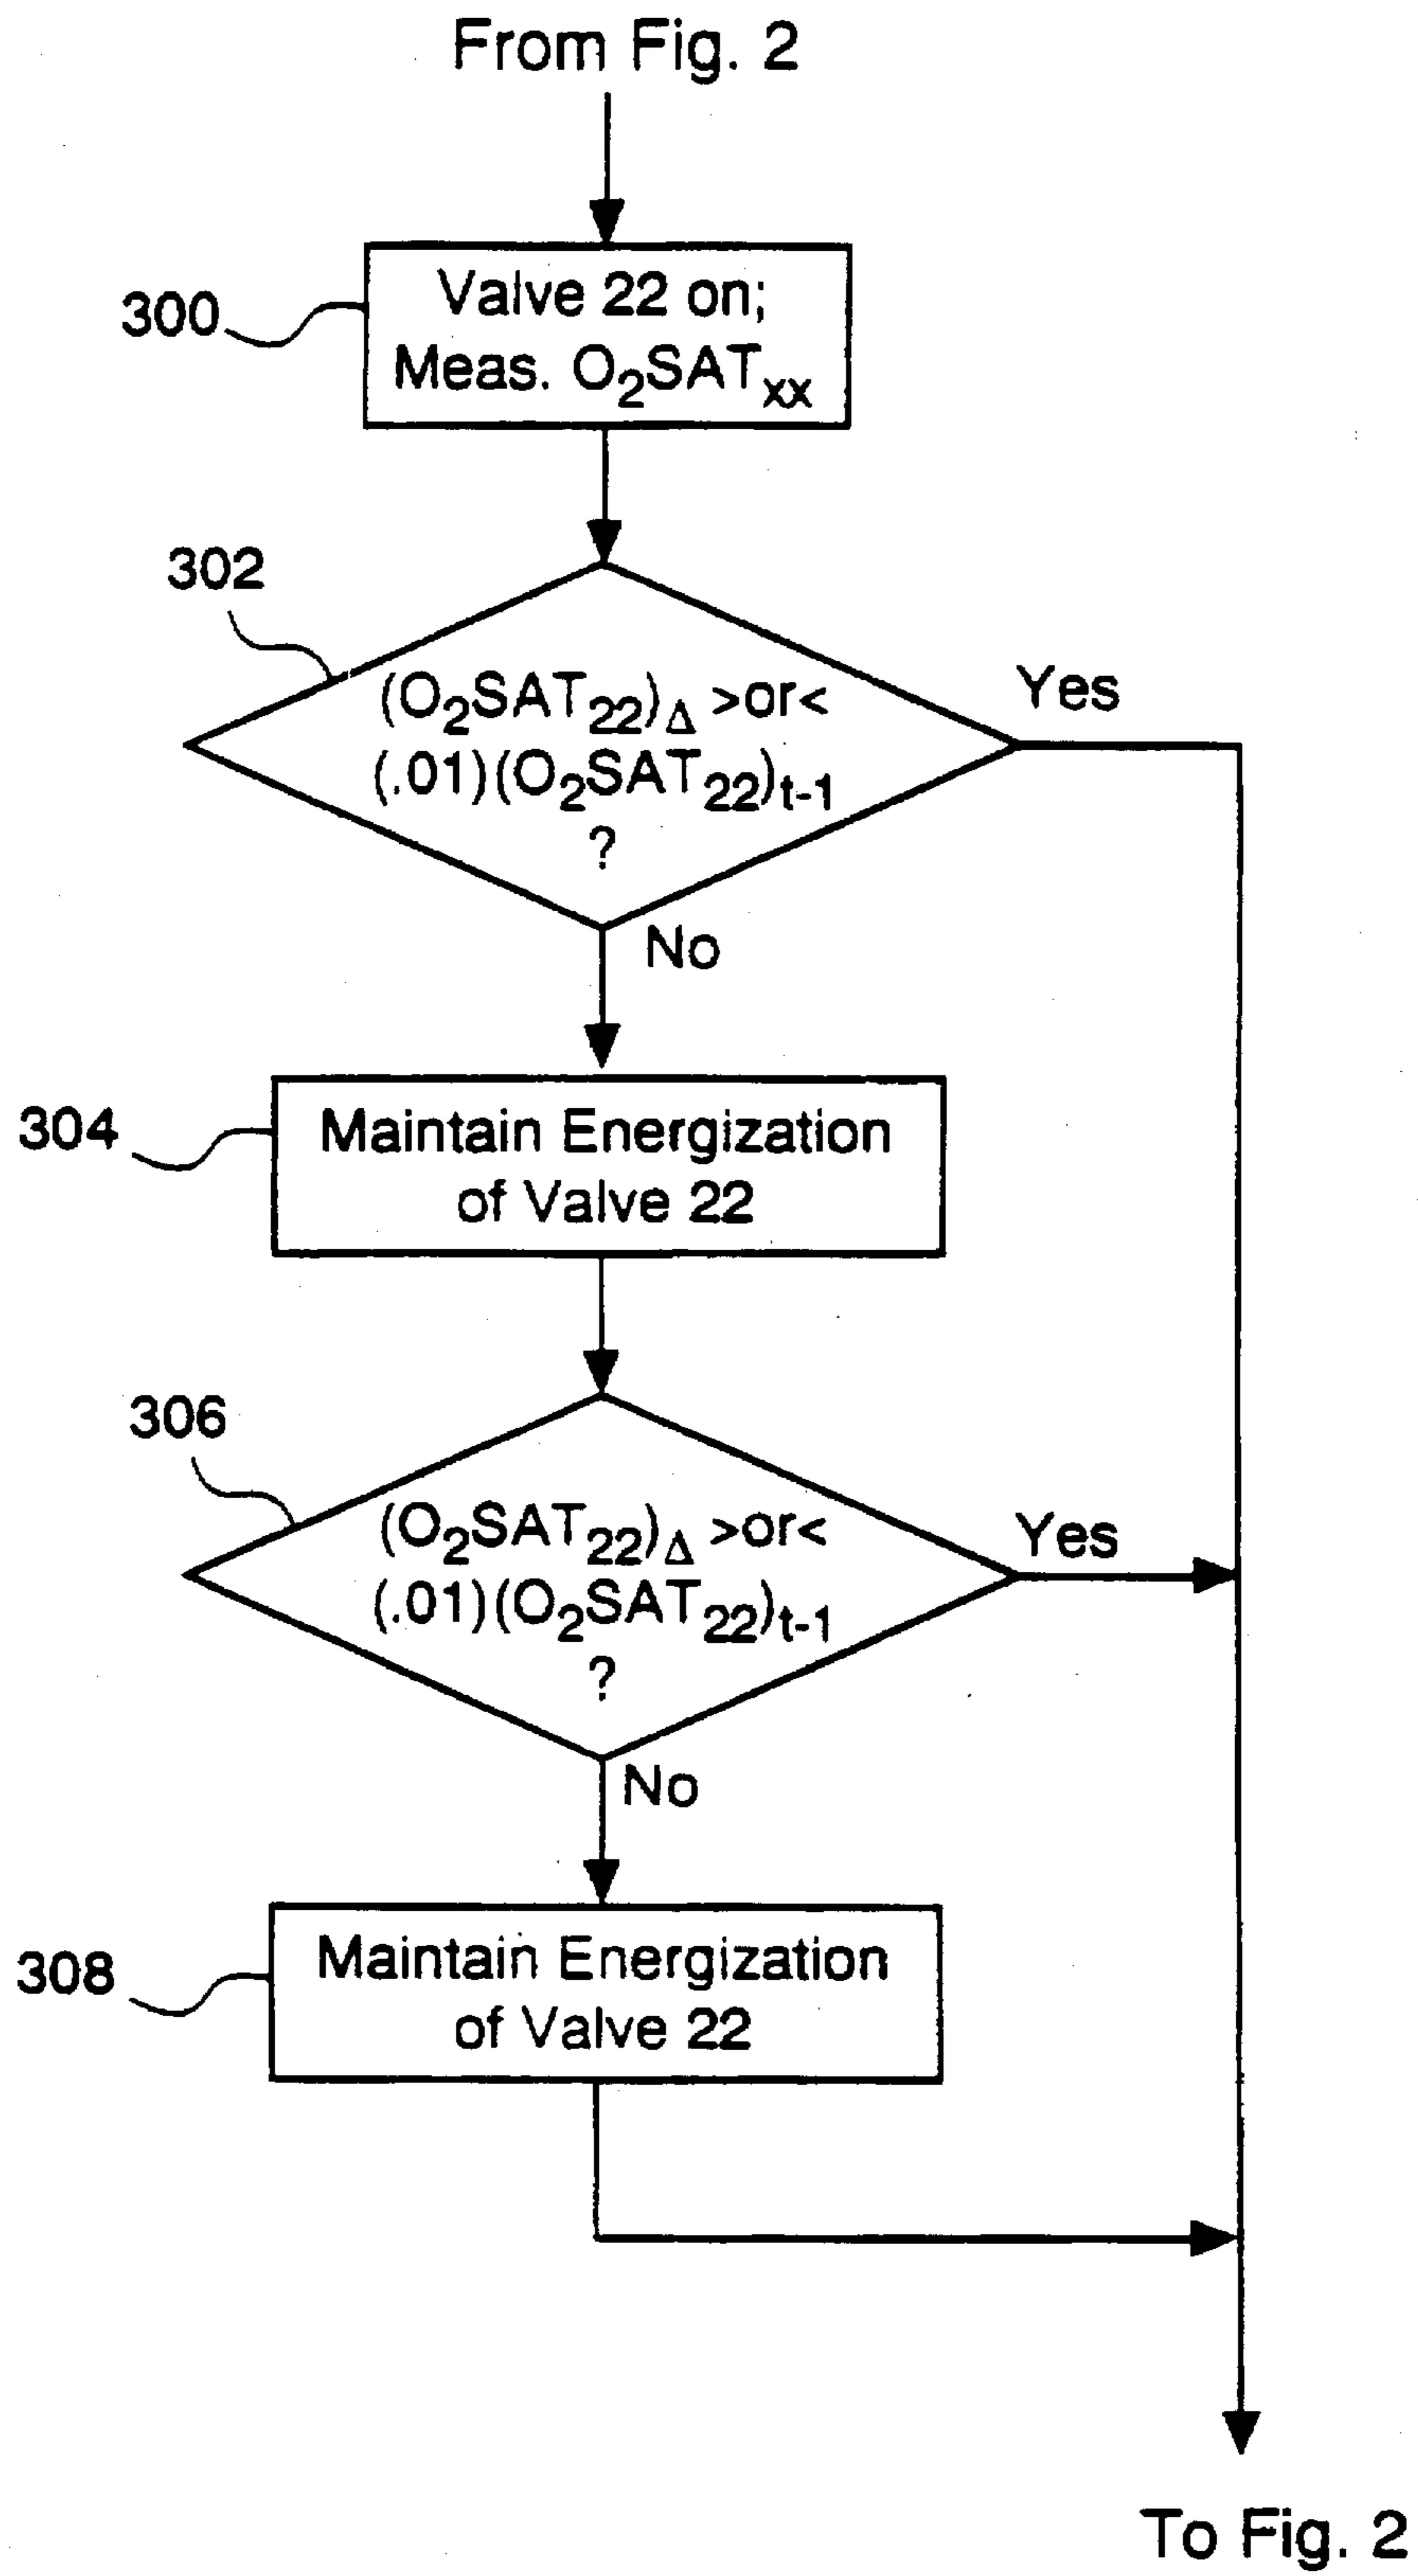 From Fig. 2
300
Valve 22 on;
Meas. O₂SATxx
302
(O₂SAT₂₂)Δ >or<
(.01)(O₂SAT₂₂)t-1
?
Yes
No
304
Maintain Energization
of Valve 22
306
(O₂SAT₂₂)Δ >or<
(.01)(O₂SAT₂₂)t-1
?
Yes
No
308
Maintain Energization
of Valve 22
To Fig. 2